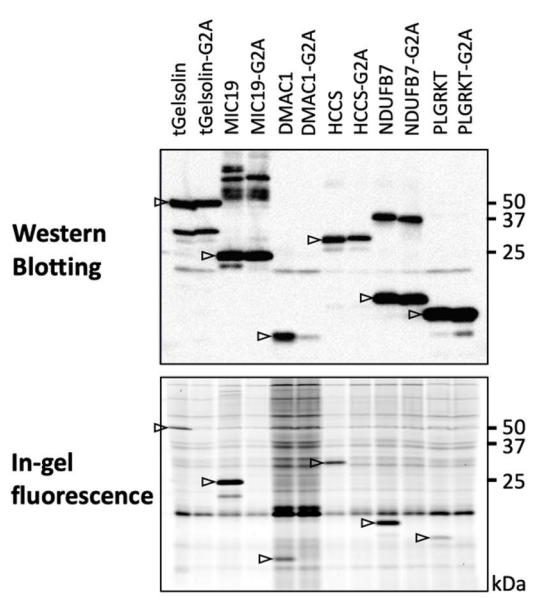 tGelsolin
tGelsolin-G2A
MIC19
MIC19-G2A
DMAC1
DMAC1-G2A
HCCS
HCCS-G2A
NDUFB7
NDUFB7-G2A
PLGRKT
PLGRKT-G2A
Western
Blotting
50
37
25
In-gel
fluorescence
50
37
25
kDa